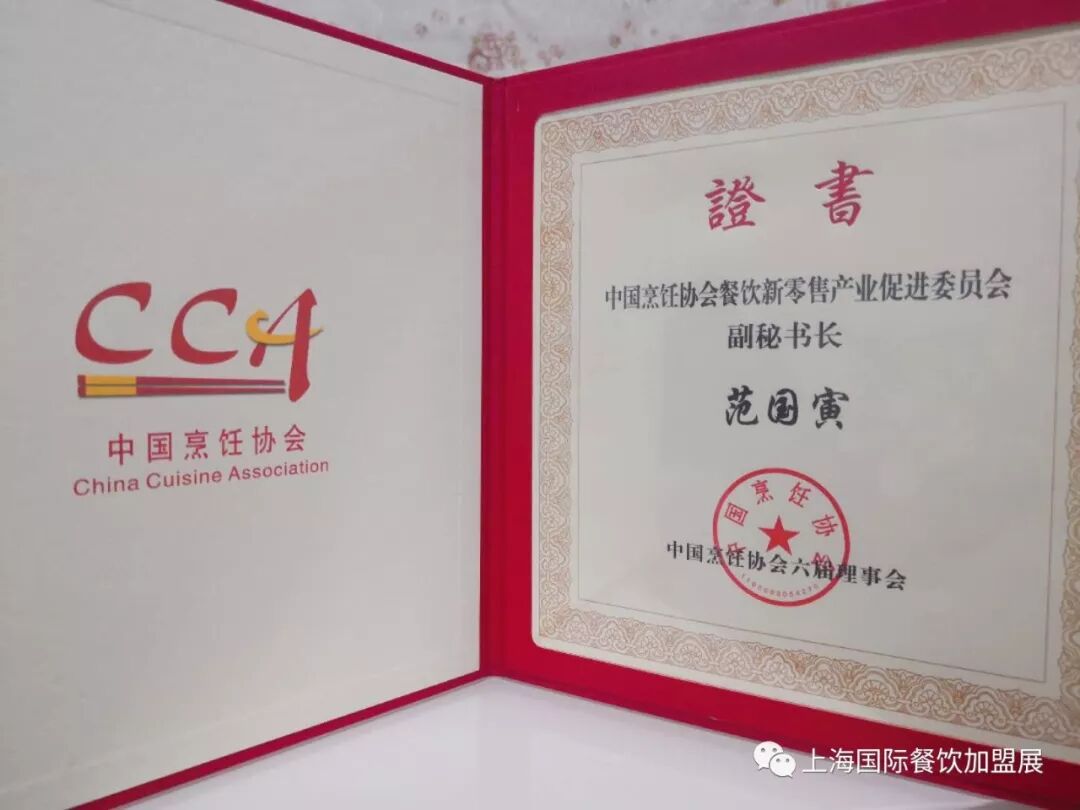 CCA
中国烹饪协会
China Cuisine Association
證書
中国烹饪协会餐饮新零售产业促进委员会
副秘书长
范国寅
中国烹饪协会
中国烹饪协会六届理事会
上海国际餐饮加盟展